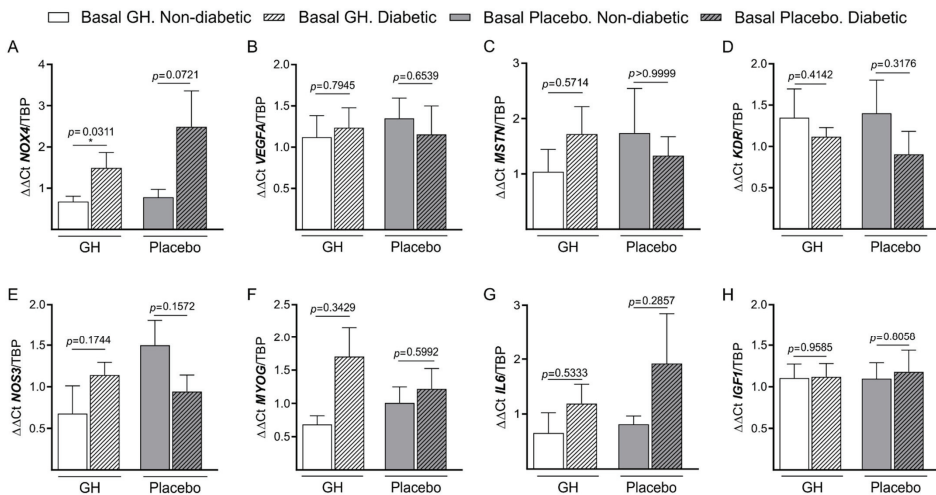 Basal GH. Non-diabetic Basal GH. Diabetic Basal Placebo. Non-diabetic Basal Placebo. Diabetic
A
ΔΔCt NOX4/TBP
4
3
2
1
0
p=0.0311
*
p=0.0721
GH
Placebo
B
ΔΔCt VEGFA/TBP
2.0
1.5
1.0
0.5
p=0.7945
p=0.6539
GH
Placebo
C
ΔΔCt MSTN/TBP
3
2
1
p=0.5714
p>0.9999
GH
Placebo
D
ΔΔCt KDR/TBP
2.0
1.5
1.0
0.5
p=0.4142
p=0.3176
GH
Placebo
E
ΔΔCt NOS3/TBP
2.0
1.5
1.0
0.5
p=0.1744
p=0.1572
GH
Placebo
F
ΔΔCt MYOG/TBP
2.5
2.0
1.5
1.0
0.5
p=0.3429
p=0.5992
GH
Placebo
G
ΔΔCt IL6/TBP
3
2
1
p=0.5333
p=0.2857
GH
Placebo
H
ΔΔCt IGF1/TBP
2.0
1.5
1.0
0.5
p=0.9585
p=0.8058
GH
Placebo